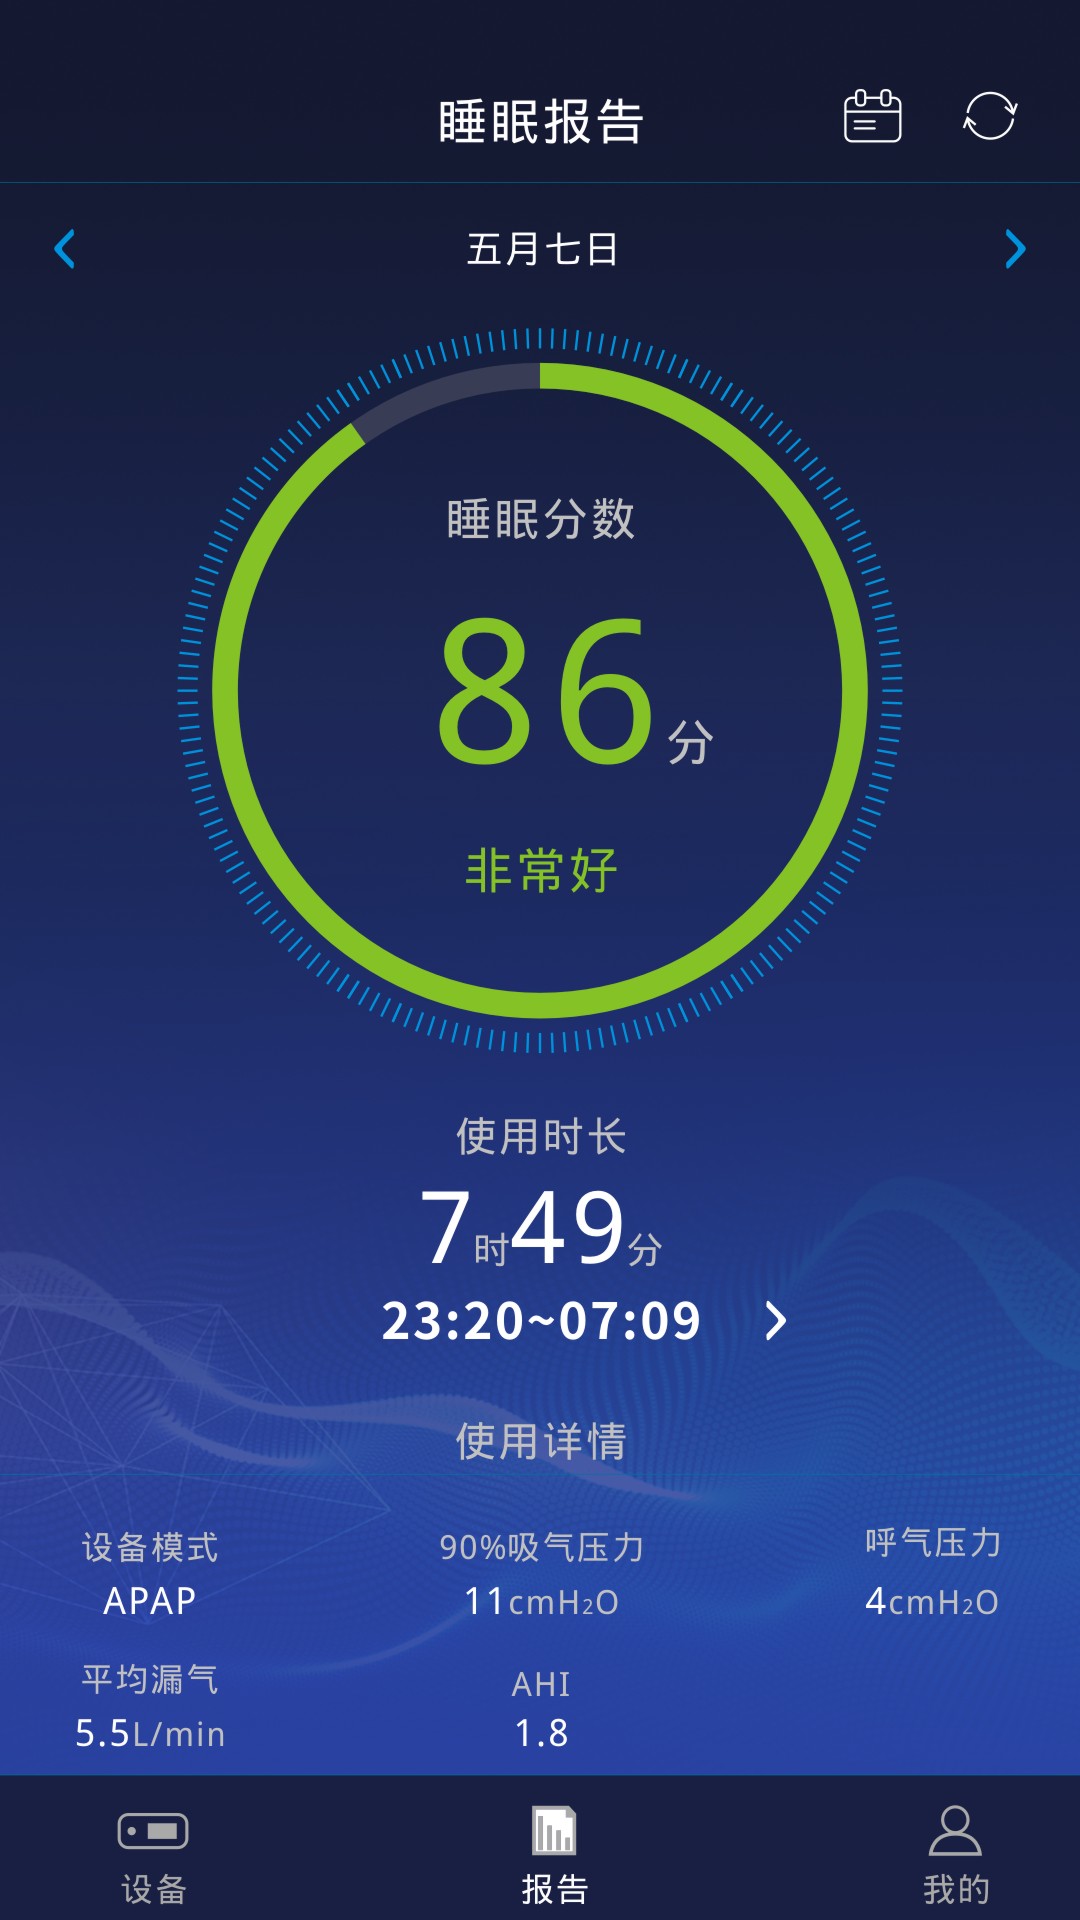 睡眠报告
五月七日
睡眠分数
86分
非常好
使用时长
7时49分
23:20~07:09
使用详情
设备模式 90%吸气压力 呼气压力
APAP 11cmH₂O 4cmH₂O
平均漏气 AHI
5.5L/min 1.8
设备 报告 我的